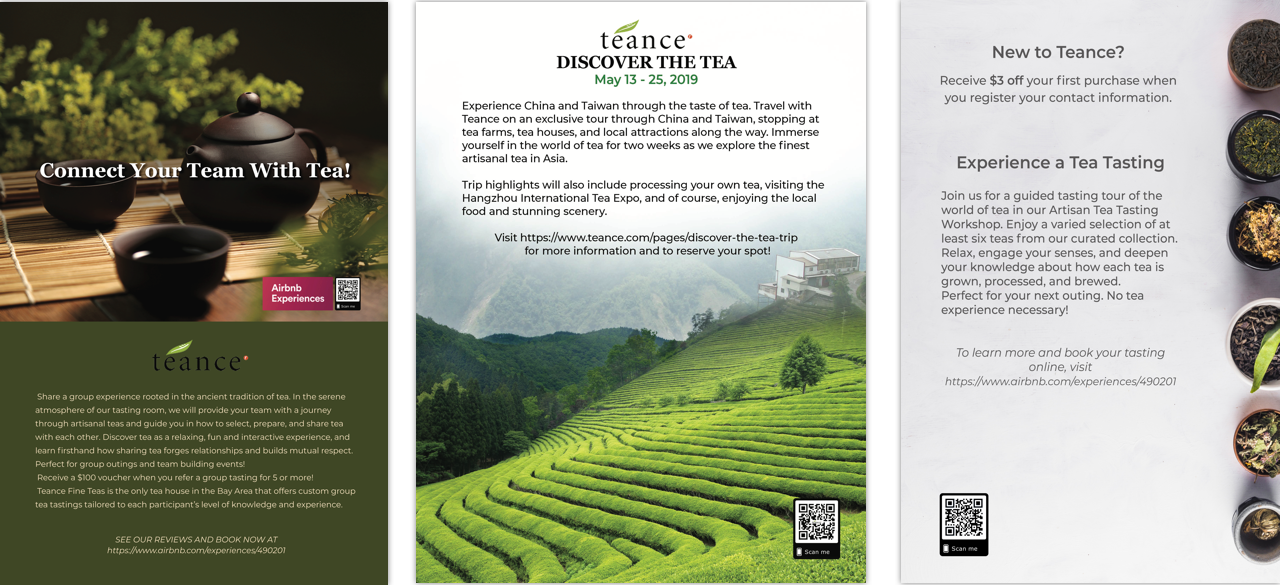 Connect Your Team With Tea!
Airbnb
Experiences
Scan me
teance
Share a group experience rooted in the ancient tradition of tea. In the serene
atmosphere of our tasting room, we will provide your team with a journey
through artisanal teas and guide you in how to select, prepare, and share tea
with each other. Discover tea as a relaxing, fun and interactive experience, and
learn firsthand how sharing tea forges relationships and builds mutual respect.
Perfect for group outings and team building events!
Receive a $100 voucher when you refer a group tasting for 5 or more!
Teance Fine Teas is the only tea house in the Bay Area that offers custom group
tea tastings tailored to each participant's level of knowledge and experience.
SEE OUR REVIEWS AND BOOK NOW AT
https://www.airbnb.com/experiences/490201
teance
DISCOVER THE TEA
May 13 - 25, 2019
Experience China and Taiwan through the taste of tea. Travel with
Teance on an exclusive tour through China and Taiwan, stopping at
tea farms, tea houses, and local attractions along the way. Immerse
yourself in the world of tea for two weeks as we explore the finest
artisanal tea in Asia.
Trip highlights will also include processing your own tea, visiting the
Hangzhou International Tea Expo, and of course, enjoying the local
food and stunning scenery.
Visit https://www.teance.com/pages/discover-the-tea-trip
for more information and to reserve your spot!
Scan me
New to Teance?
Receive $3 off your first purchase when
you register your contact information.
Experience a Tea Tasting
Join us for a guided tasting tour of the
world of tea in our Artisan Tea Tasting
Workshop. Enjoy a varied selection of at
least six teas from our curated collection.
Relax, engage your senses, and deepen
your knowledge about how each tea is
grown, processed, and brewed.
Perfect for your next outing. No tea
experience necessary!
To learn more and book your tasting
online, visit
https://www.airbnb.com/experiences/490201
Scan me